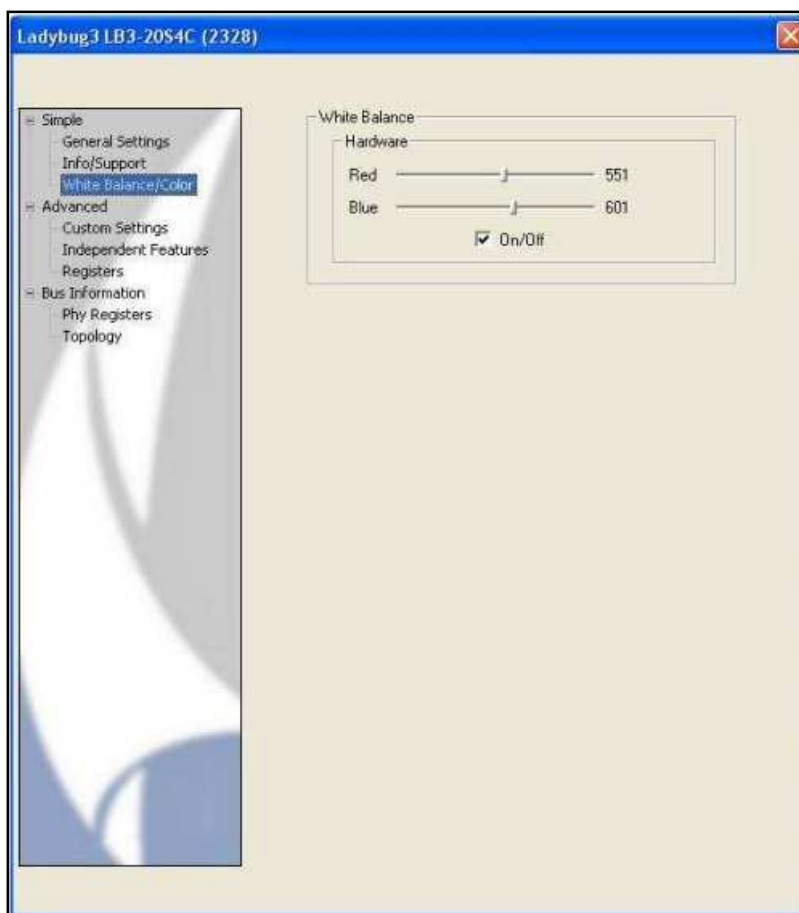 Ladybug3 LB3-20S4C (2328)
Simple
General Settings
Info/Support
White Balance/Color
Advanced
Custom Settings
Independent Features
Registers
Bus Information
Phy Registers
Topology
White Balance
Hardware
Red 551
Blue 601
On/Off